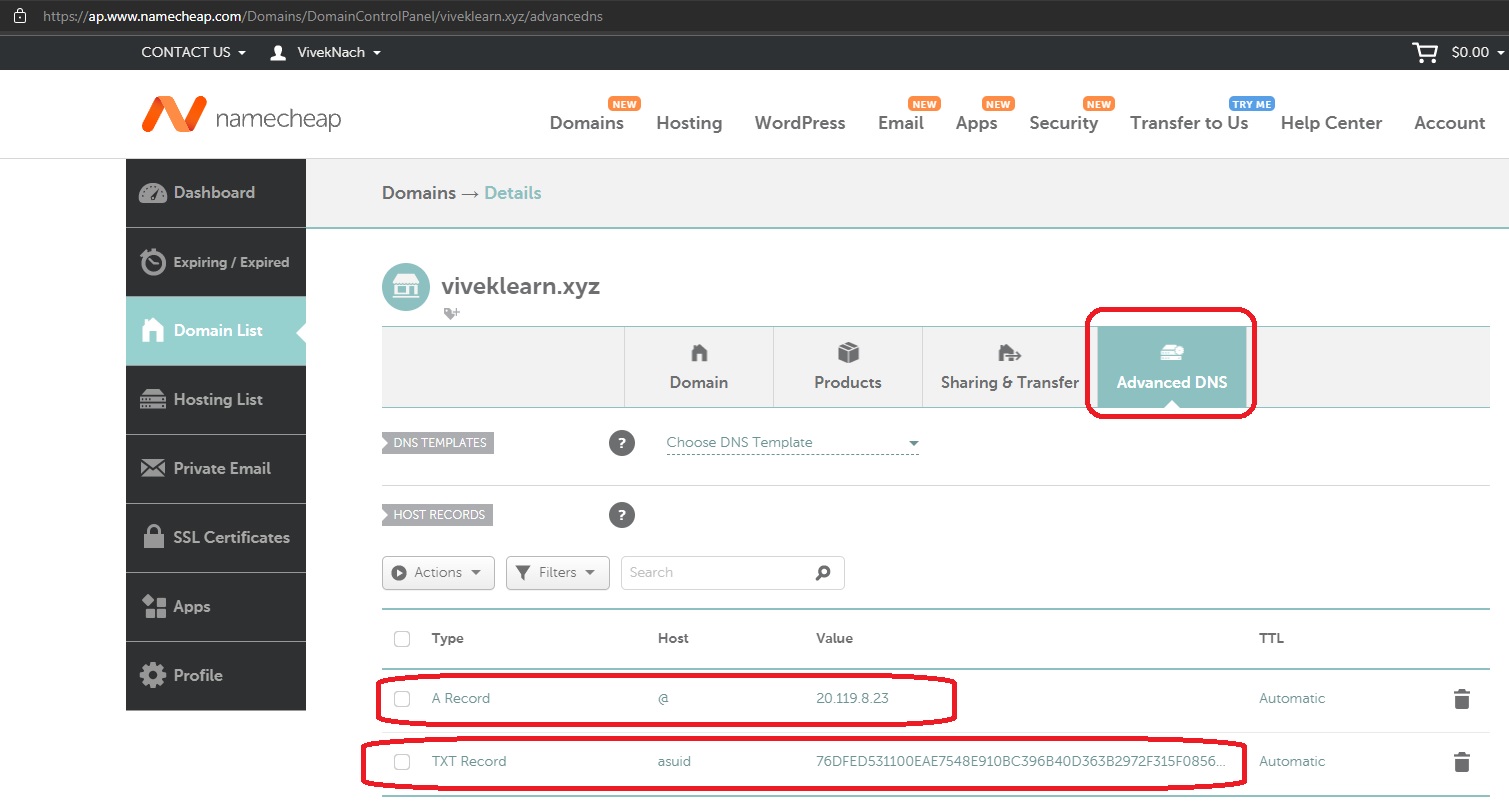 https://ap.www.namecheap.com/Domains/DomainControlPanel/viveklearn.xyz/advancedns
CONTACT US VivekNach $0.00
NEW NEW NEW NEW TRY ME
namecheap Domains Hosting WordPress Email Apps Security Transfer to Us Help Center Account
Dashboard
Domains → Details
Expiring / Expired
viveklearn.xyz
Domain List
Domain Products Sharing & Transfer Advanced DNS
Hosting List
DNS TEMPLATES ? Choose DNS Template
Private Email
HOST RECORDS ?
SSL Certificates
Actions Filters Search
Apps
Type Host Value TTL
Profile
A Record @ 20.119.8.23 Automatic
TXT Record asuid 76DFED531100EAE7548E910BC396B40D363B2972F315F0856... Automatic